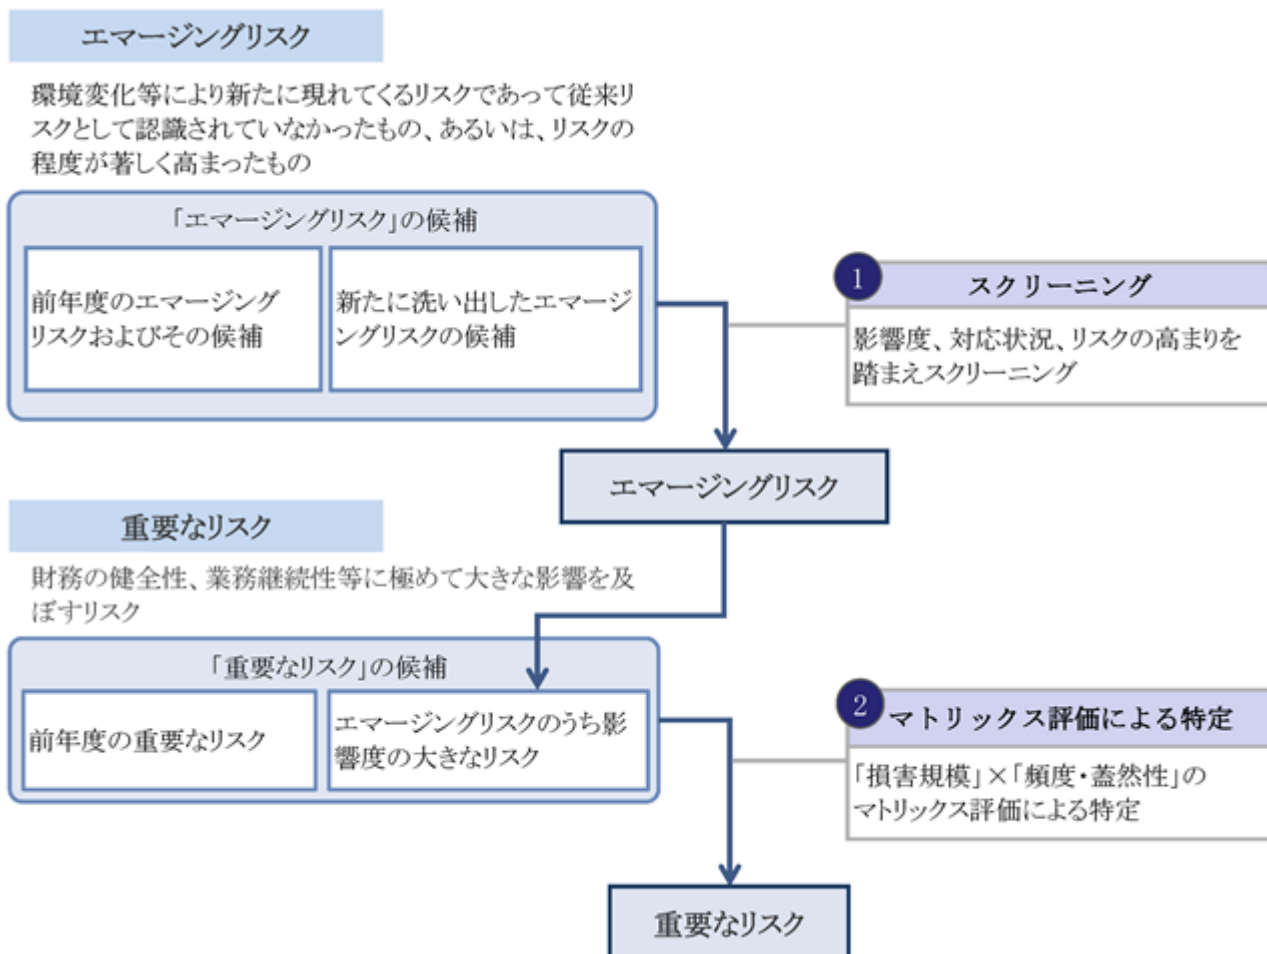 エマージングリスク
環境変化等により新たに現れてくるリスクであって従来リ
スクとして認識されていなかったもの、あるいは、リスクの
程度が著しく高まったもの
「エマージングリスク」の候補
前年度のエマージング
リスクおよびその候補
新たに洗い出したエマージ
ングリスクの候補
1
スクリーニング
影響度、対応状況、リスクの高まりを
踏まえスクリーニング
エマージングリスク
重要なリスク
財務の健全性、業務継続性等に極めて大きな影響を及
ぼすリスク
「重要なリスク」の候補
前年度の重要なリスク
エマージングリスクのうち影
響度の大きなリスク
2
マトリックス評価による特定
「損害規模」×「頻度・蓋然性」の
マトリックス評価による特定
重要なリスク